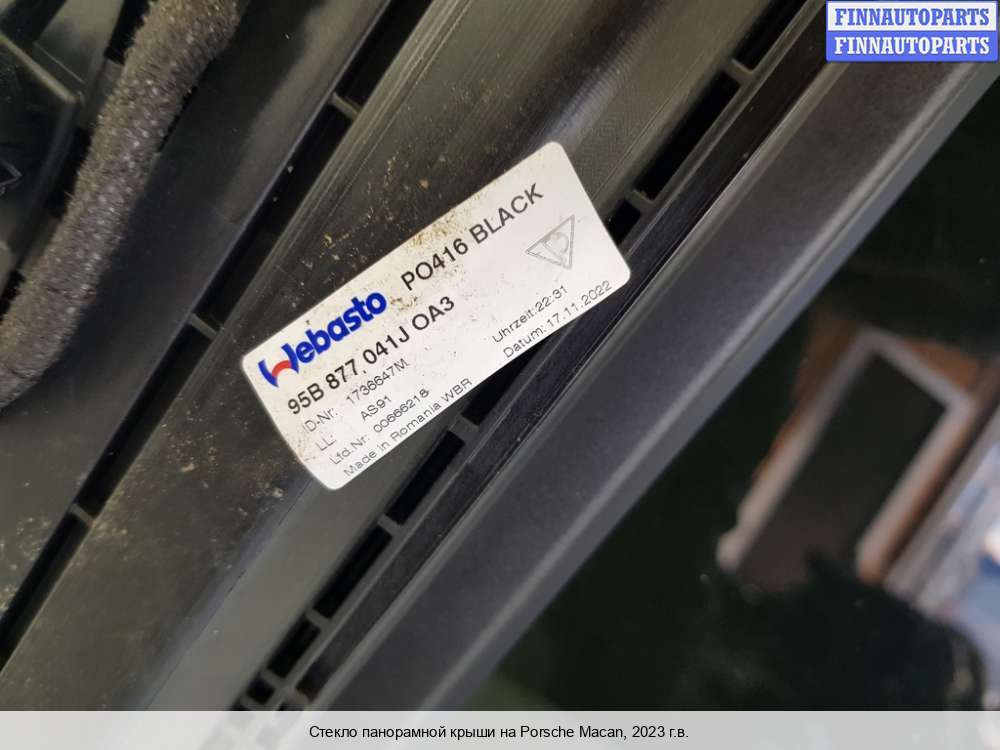 FINNAUTOPARTS
FINNAUTOPARTS
Webasto PO416 BLACK
95B 877.041J OA3
ID-Nr: 1736647M
LL: AS91
Uhrzeit:22:31
Lfd.Nr: 00666218
Datum:17.11.2022
Made in Romania WBR
Стекло панорамной крыши на Porsche Macan, 2023 г.в.